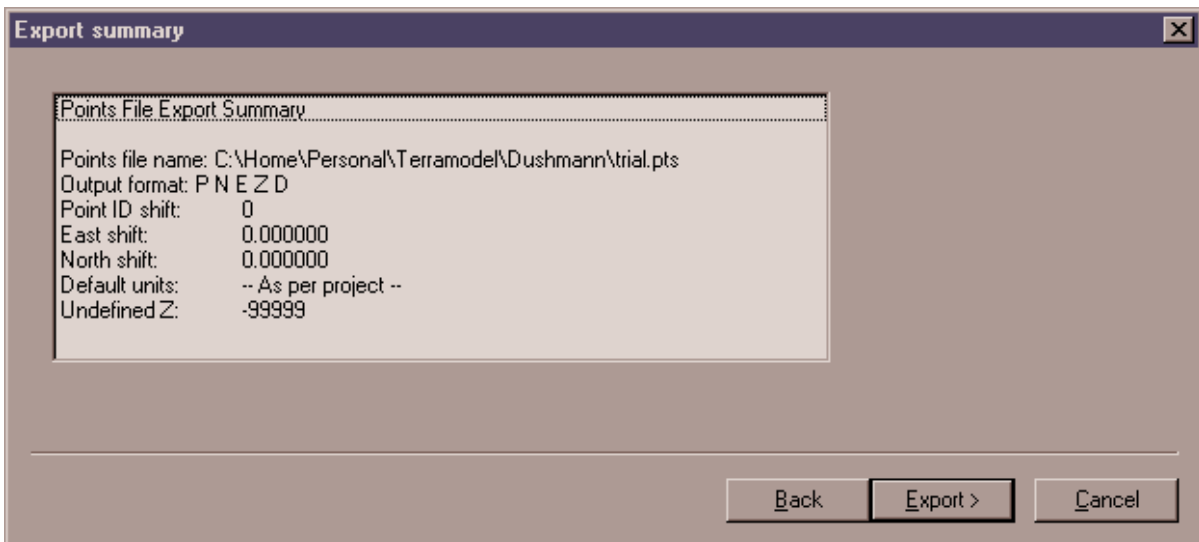 Export summary
Points File Export Summary
Points file name: C:\Home\Personal\Terramodel\Dushmann\trial.pts
Output format: P N E Z D
Point ID shift: 0
East shift: 0.000000
North shift: 0.000000
Default units: -- As per project --
Undefined Z: -99999
Back Export > Cancel